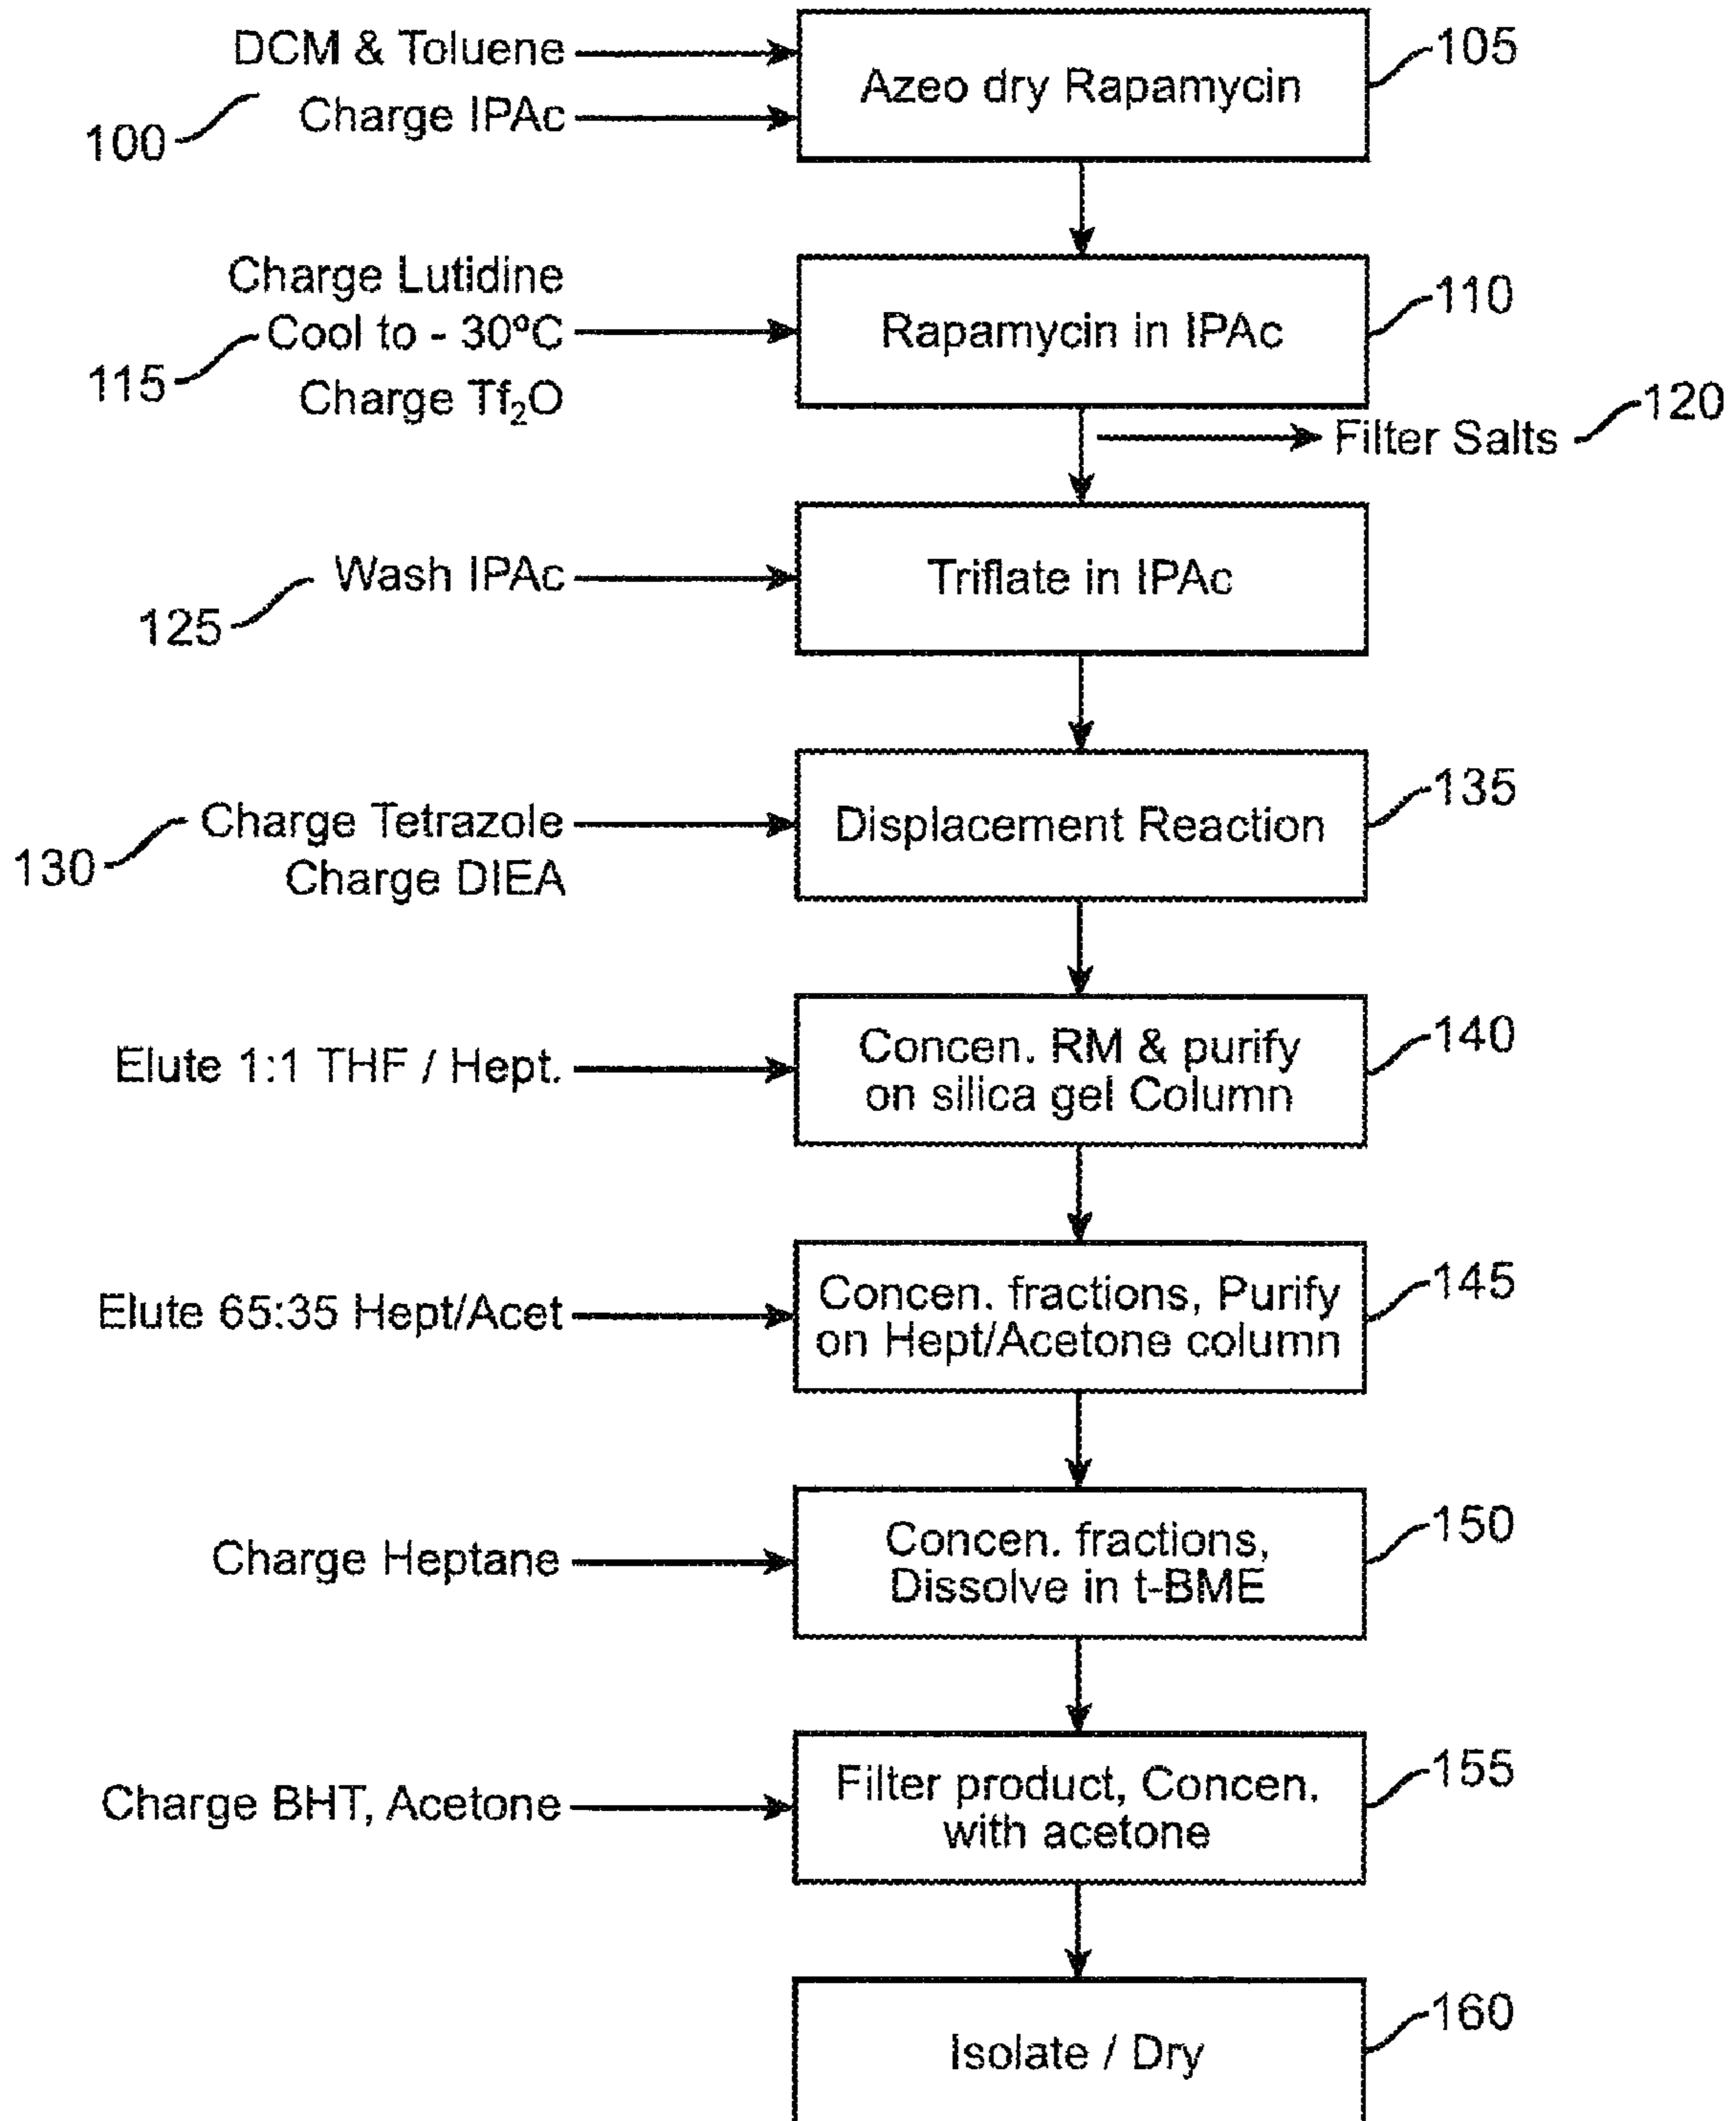 DCM & Toluene
Charge IPAc
100
Azeo dry Rapamycin
105
Charge Lutidine
Cool to - 30ºC
Charge Tf₂O
115
Rapamycin in IPAc
110
Filter Salts
120
Wash IPAc
125
Triflate in IPAc
Charge Tetrazole
Charge DIEA
130
Displacement Reaction
135
Elute 1:1 THF / Hept.
Concen. RM & purify
on silica gel Column
140
Elute 65:35 Hept/Acet
Concen. fractions, Purify
on Hept/Acetone column
145
Charge Heptane
Concen. fractions,
Dissolve in t-BME
150
Charge BHT, Acetone
Filter product, Concen.
with acetone
155
Isolate / Dry
160